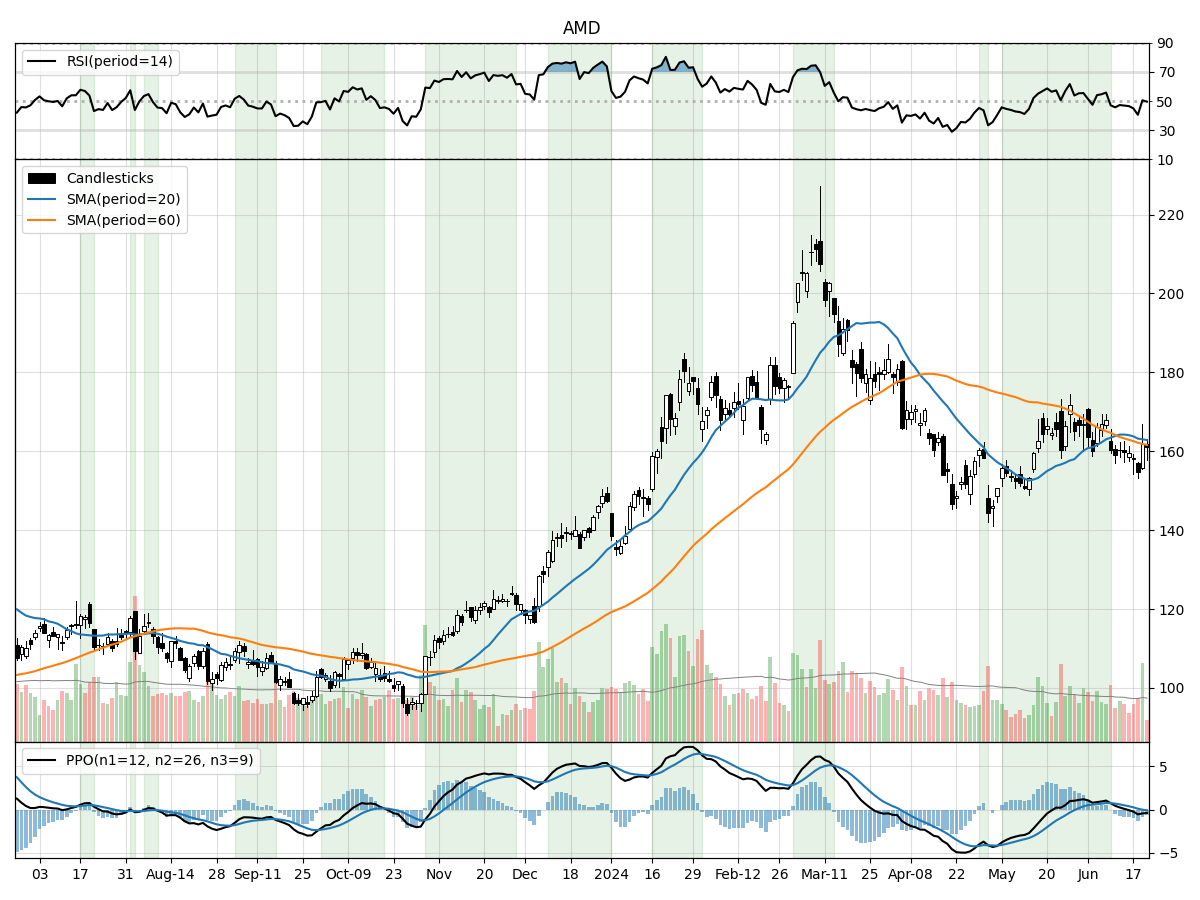 AMD
RSI(period=14)
90
70
50
30
10
Candlesticks
SMA(period=20)
SMA(period=60)
220
200
180
160
140
120
100
PPO(n1=12, n2=26, n3=9)
5
0
−5
03 17 31 Aug-14 28 Sep-11 25 Oct-09 23 Nov 20 Dec 18 2024 16 29 Feb-12 26 Mar-11 25 Apr-08 22 May 20 Jun 17